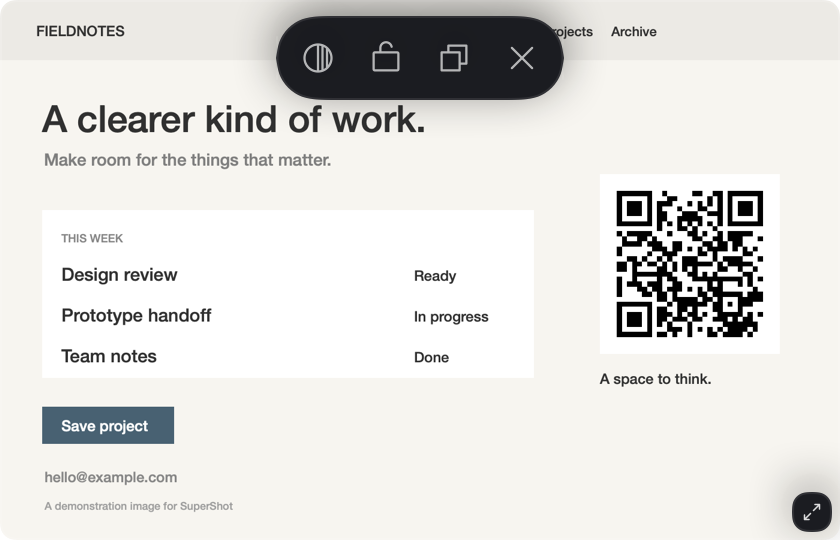 FIELDNOTES
Archive
A clearer kind of work.
Make room for the things that matter.
THIS WEEK
Design review Ready
Prototype handoff In progress
Team notes Done
A space to think.
Save project
hello@example.com
A demonstration image for SuperShot